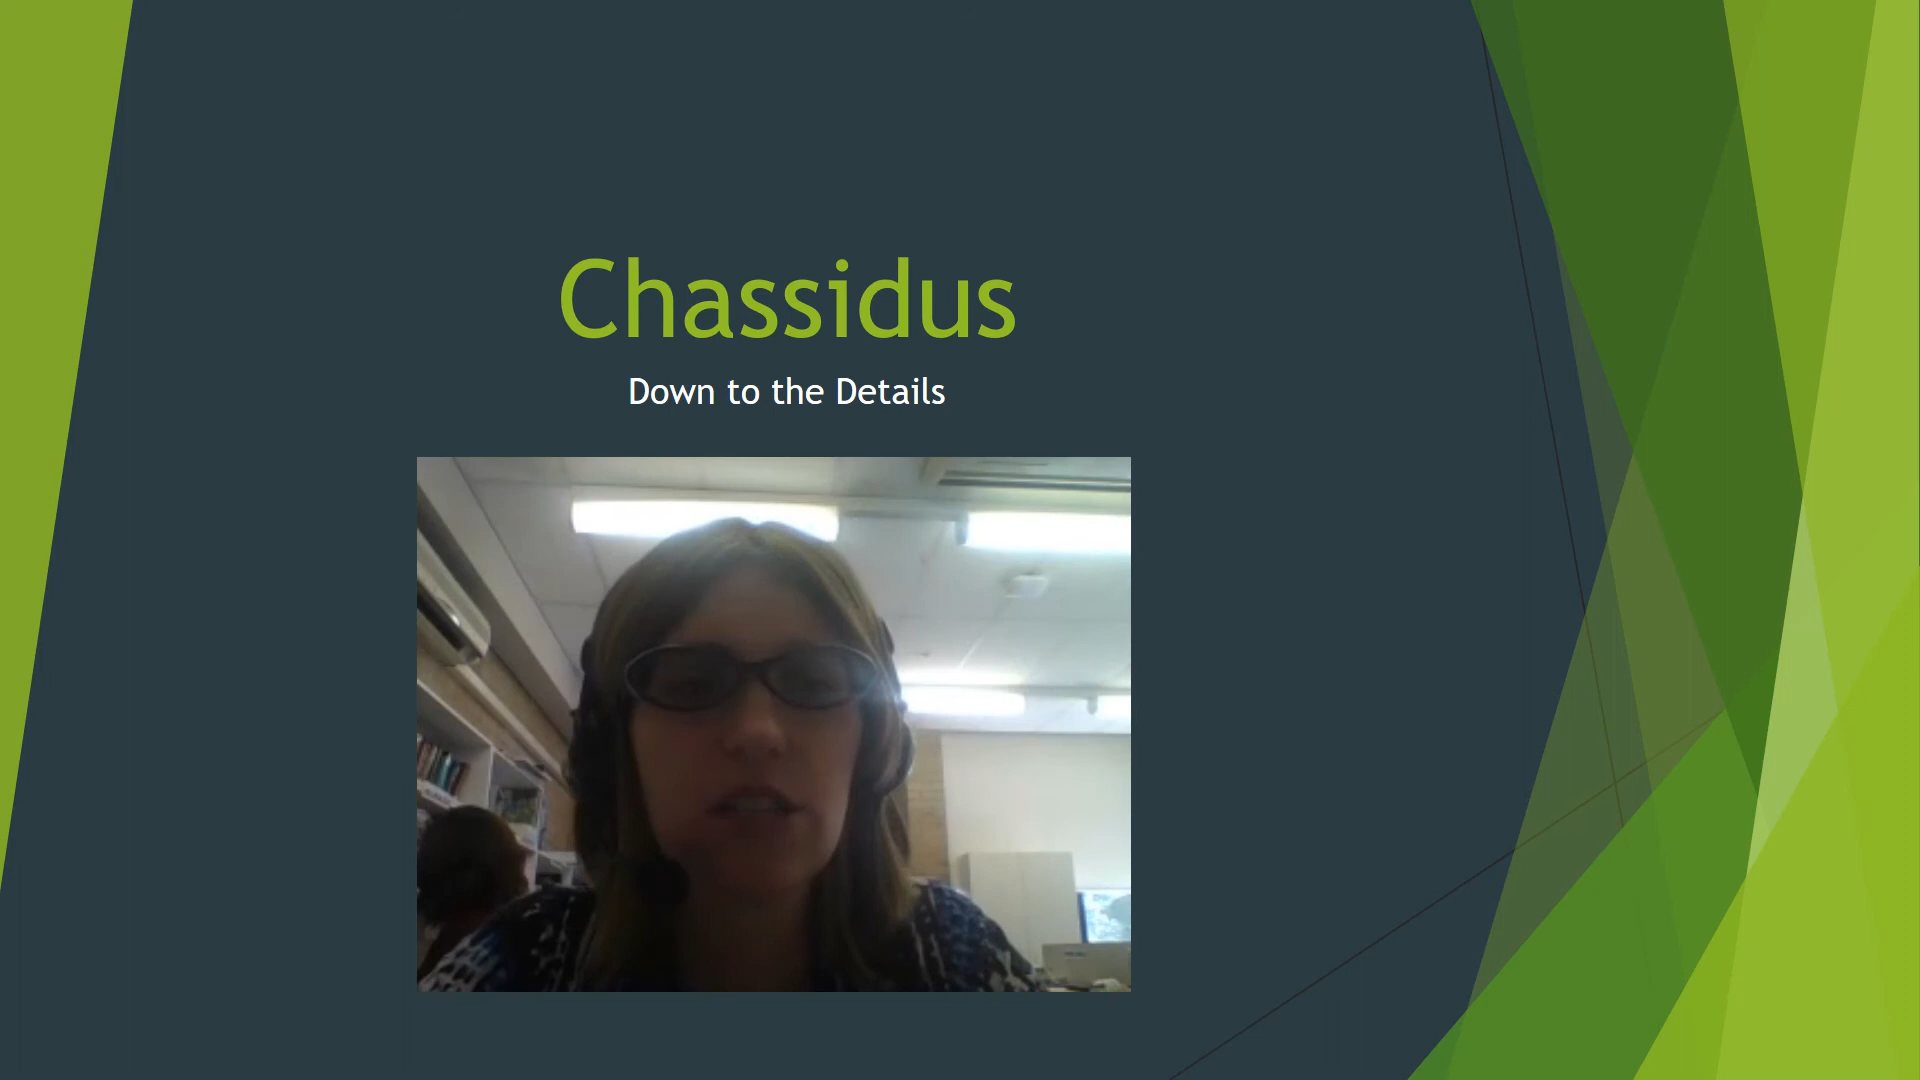 Chassidus
Down to the Details